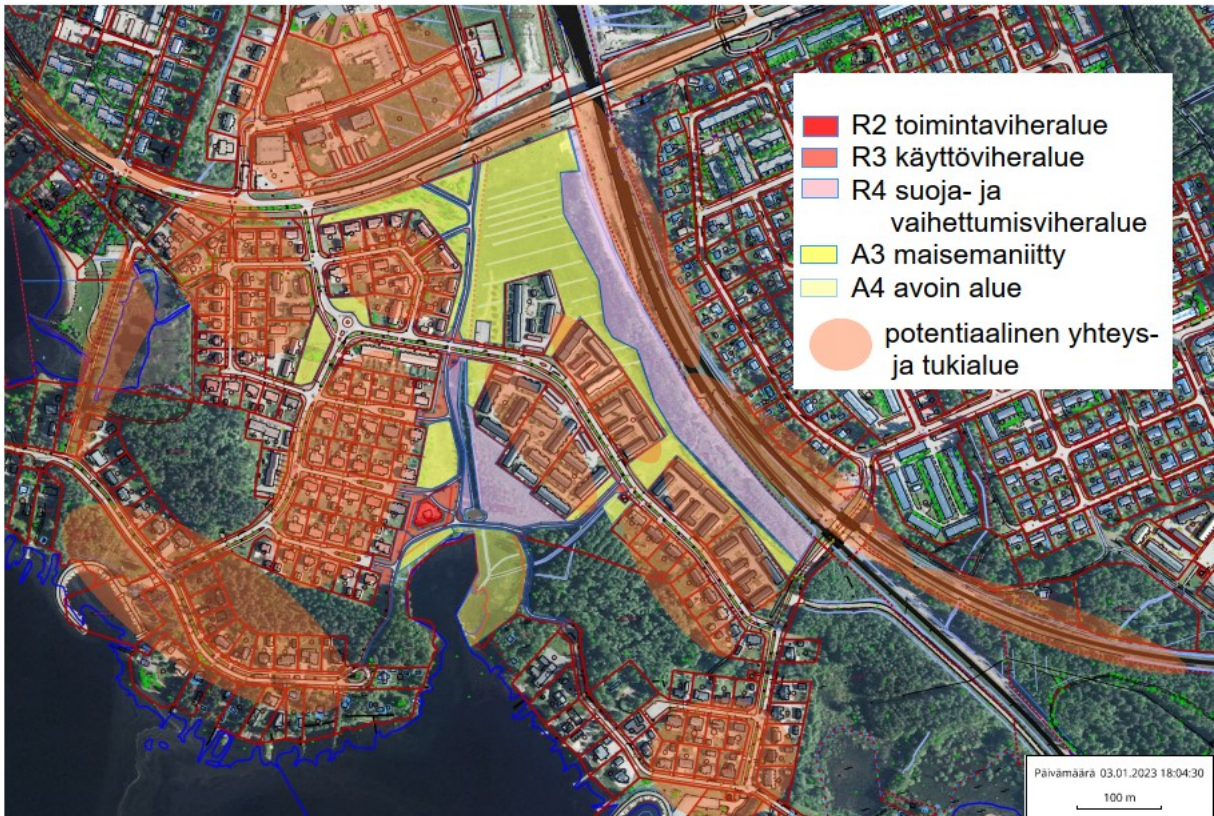 R2 toimintaviheralue
R3 käyttöviheralue
R4 suoja- ja
vaihettumisviheralue
A3 maisemaniitty
A4 avoin alue
potentiaalinen yhteys-
ja tukialue
Päivämäärä 03.01.2023 18:04:30
100 m